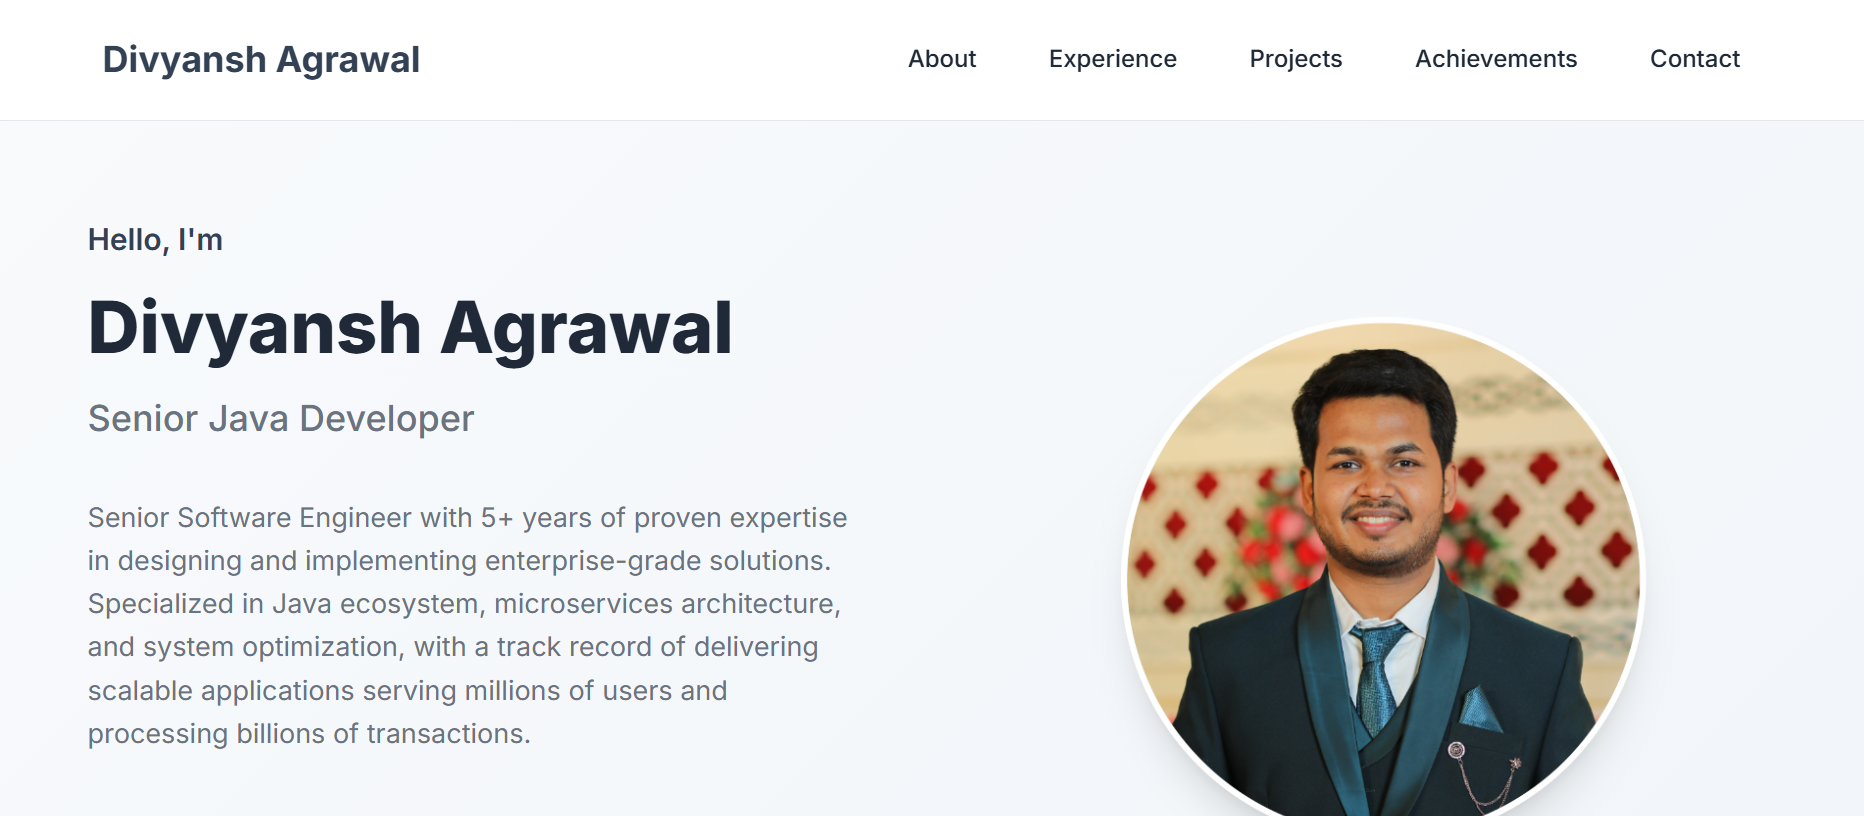 Divyansh Agrawal
About Experience Projects Achievements Contact
Hello, I'm
Divyansh Agrawal
Senior Java Developer
Senior Software Engineer with 5+ years of proven expertise
in designing and implementing enterprise-grade solutions.
Specialized in Java ecosystem, microservices architecture,
and system optimization, with a track record of delivering
scalable applications serving millions of users and
processing billions of transactions.